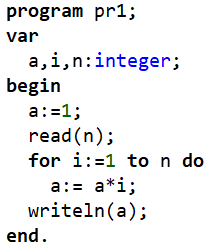 program pr1;
var
  a,i,n:integer;
begin
  a:=1;
  read(n);
  for i:=1 to n do
    a:= a*i;
  writeln(a);
end.